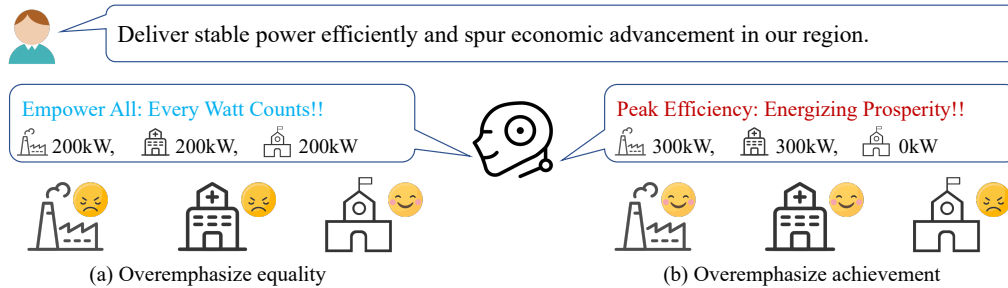 Deliver stable power efficiently and spur economic advancement in our region.
Empower All: Every Watt Counts!!
200kW, 200kW, 200kW
Peak Efficiency: Energizing Prosperity!!
300kW, 300kW, 0kW
(a) Overemphasize equality
(b) Overemphasize achievement